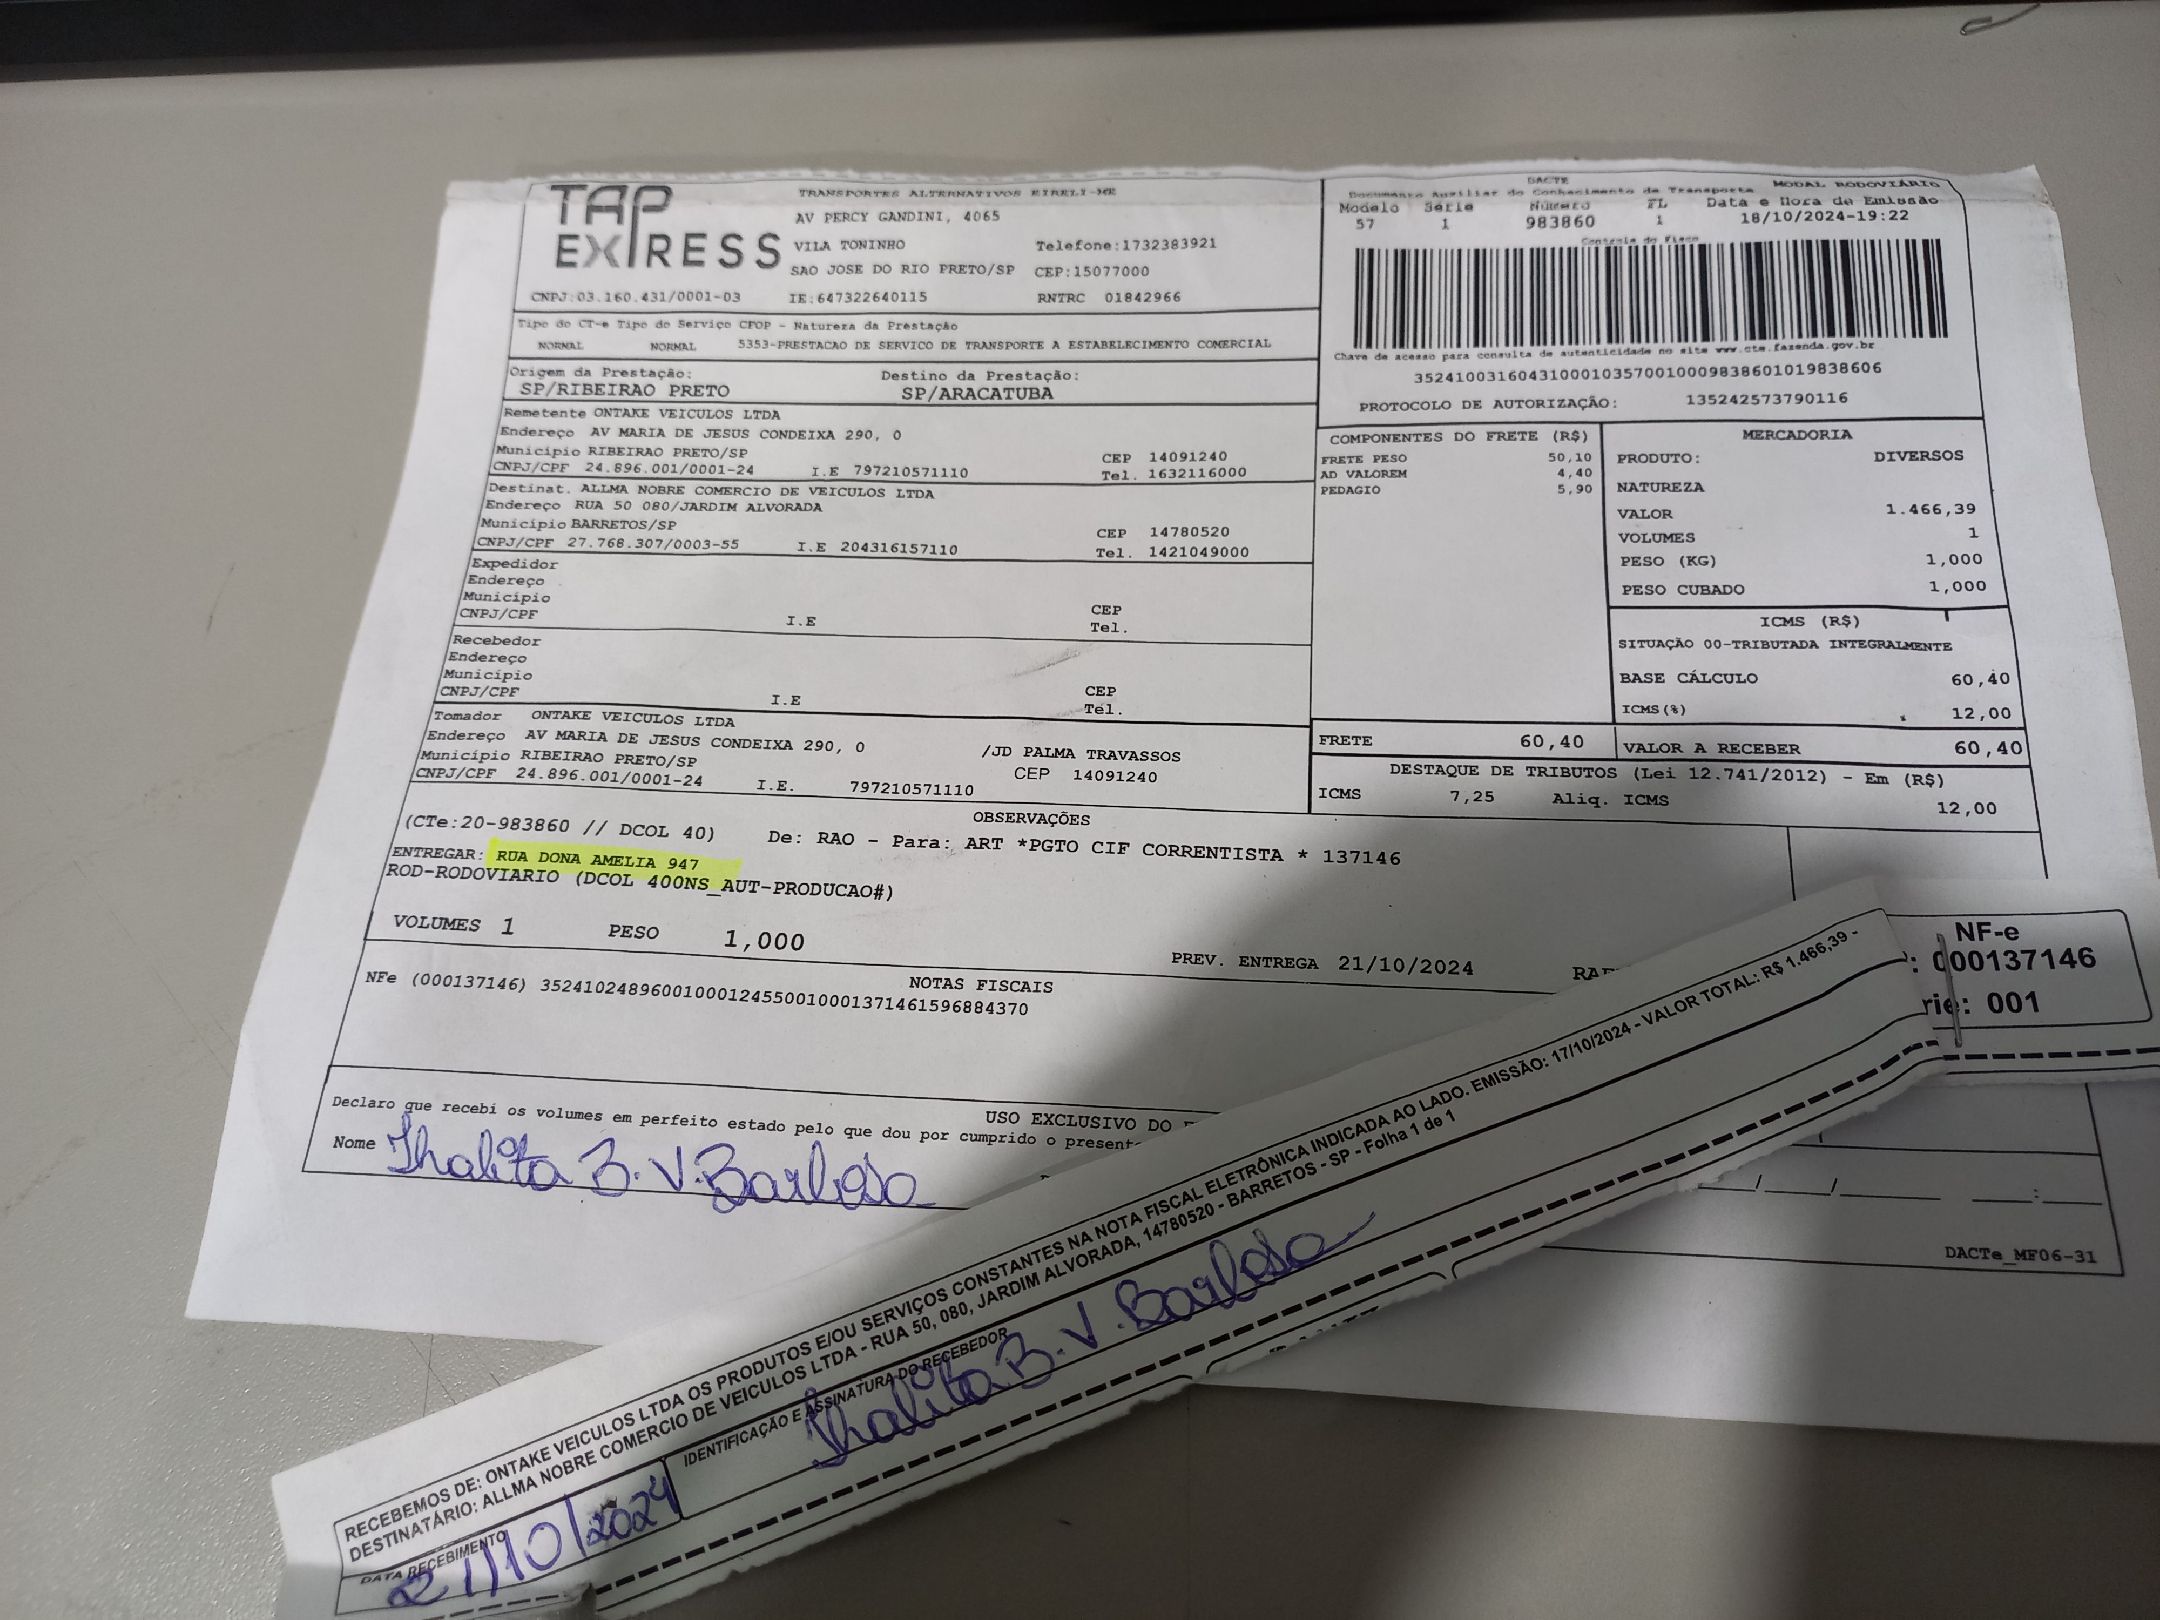 TAP EXPRESS
TRANSPORTES ALTERNATIVOS EIRELI-ME
AV PERCY GANDINI, 4065
VILA TONINHO Telefone:1732383921
SAO JOSE DO RIO PRETO/SP CEP:15077000
CNPJ:03.160.431/0001-03 IE:647322640115 RNTRC 01842966
DACTE
Documento Auxiliar do Conhecimento de Transporte MODAL RODOVIÁRIO
Modelo Série Número FL Data e Hora de Emissão
57 1 983860 1 18/10/2024-19:22
Controle do Fisco
Chave de acesso para consulta de autenticidade no site www.cte.fazenda.gov.br
35241003160431000103570010009838601019838606
PROTOCOLO DE AUTORIZAÇÃO: 135242573790116
Tipo do CT-e Tipo do Serviço CFOP - Natureza da Prestação
NORMAL NORMAL 5353-PRESTACAO DE SERVICO DE TRANSPORTE A ESTABELECIMENTO COMERCIAL
Origem da Prestação: Destino da Prestação:
SP/RIBEIRAO PRETO SP/ARACATUBA
Remetente ONTAKE VEICULOS LTDA
Endereço AV MARIA DE JESUS CONDEIXA 290, 0
Município RIBEIRAO PRETO/SP CEP 14091240
CNPJ/CPF 24.896.001/0001-24 I.E 797210571110 Tel. 1632116000
Destinat. ALLMA NOBRE COMERCIO DE VEICULOS LTDA
Endereço RUA 50 080/JARDIM ALVORADA
Município BARRETOS/SP CEP 14780520
CNPJ/CPF 27.768.307/0003-55 I.E 204316157110 Tel. 1421049000
Expedidor
Endereço
Município CEP
CNPJ/CPF I.E Tel.
Recebedor
Endereço
Município CEP
CNPJ/CPF I.E Tel.
Tomador ONTAKE VEICULOS LTDA
Endereço AV MARIA DE JESUS CONDEIXA 290, 0 /JD PALMA TRAVASSOS
Município RIBEIRAO PRETO/SP CEP 14091240
CNPJ/CPF 24.896.001/0001-24 I.E. 797210571110
COMPONENTES DO FRETE (R$)
FRETE PESO 50,10
AD VALOREM 4,40
PEDAGIO 5,90
MERCADORIA
PRODUTO: DIVERSOS
NATUREZA
VALOR 1.466,39
VOLUMES 1
PESO (KG) 1,000
PESO CUBADO 1,000
ICMS (R$)
SITUAÇÃO 00-TRIBUTADA INTEGRALMENTE
BASE CÁLCULO 60,40
ICMS(%) 12,00
FRETE 60,40 VALOR A RECEBER 60,40
DESTAQUE DE TRIBUTOS (Lei 12.741/2012) - Em (R$)
ICMS 7,25 Aliq. ICMS 12,00
OBSERVAÇÕES
(CTe:20-983860 // DCOL 40) De: RAO - Para: ART *PGTO CIF CORRENTISTA * 137146
ENTREGAR: RUA DONA AMELIA 947
ROD-RODOVIARIO (DCOL 400NS_AUT-PRODUCAO#)
VOLUMES 1 PESO 1,000 PREV. ENTREGA 21/10/2024
NOTAS FISCAIS
NFe (000137146) 35241024896001000124550010001371461596884370
USO EXCLUSIVO DO
Declaro que recebi os volumes em perfeito estado pelo que dou por cumprido o present
Nome Thalita B. V. Barbosa
DACTe_MF06-31
NF-e
: 000137146
rie: 001
RECEBEMOS DE: ONTAKE VEICULOS LTDA OS PRODUTOS E/OU SERVIÇOS CONSTANTES NA NOTA FISCAL ELETRÔNICA INDICADA AO LADO. EMISSÃO: 17/10/2024 - VALOR TOTAL: R$ 1.466,39 -
DESTINATÁRIO: ALLMA NOBRE COMERCIO DE VEICULOS LTDA - RUA 50, 080, JARDIM ALVORADA, 14780520 - BARRETOS - SP - Folha 1 de 1
DATA RECEBIMENTO IDENTIFICAÇÃO E ASSINATURA DO RECEBEDOR
21/10/2024 Thalita B. V. Barbosa